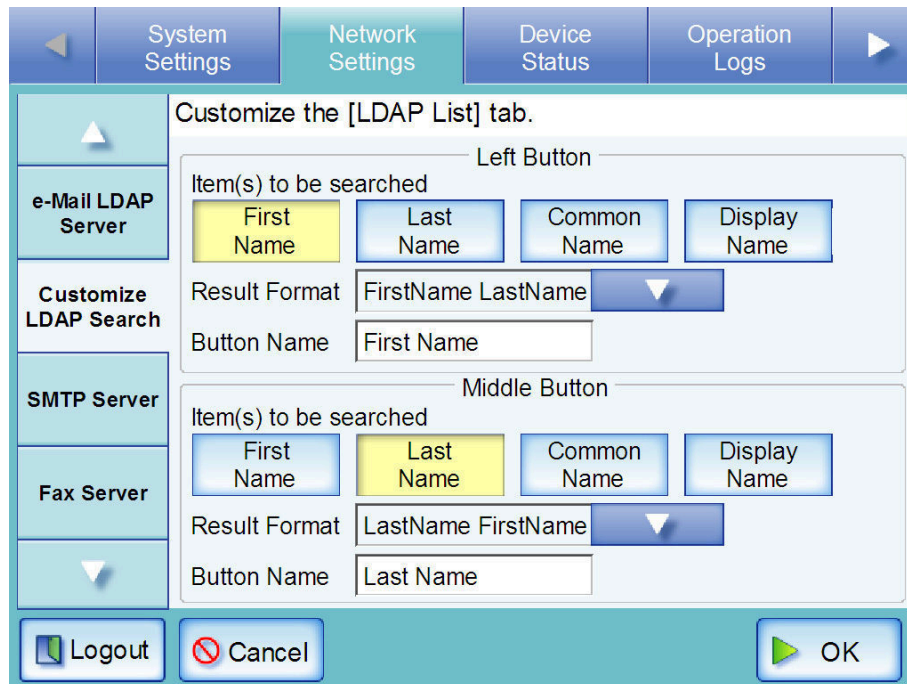 System Settings
Network Settings
Device Status
Operation Logs
Customize the [LDAP List] tab.
e-Mail LDAP Server
Customize LDAP Search
SMTP Server
Fax Server
Left Button
Item(s) to be searched
First Name
Last Name
Common Name
Display Name
Result Format FirstName LastName
Button Name First Name
Middle Button
Item(s) to be searched
First Name
Last Name
Common Name
Display Name
Result Format LastName FirstName
Button Name Last Name
Logout
Cancel
OK